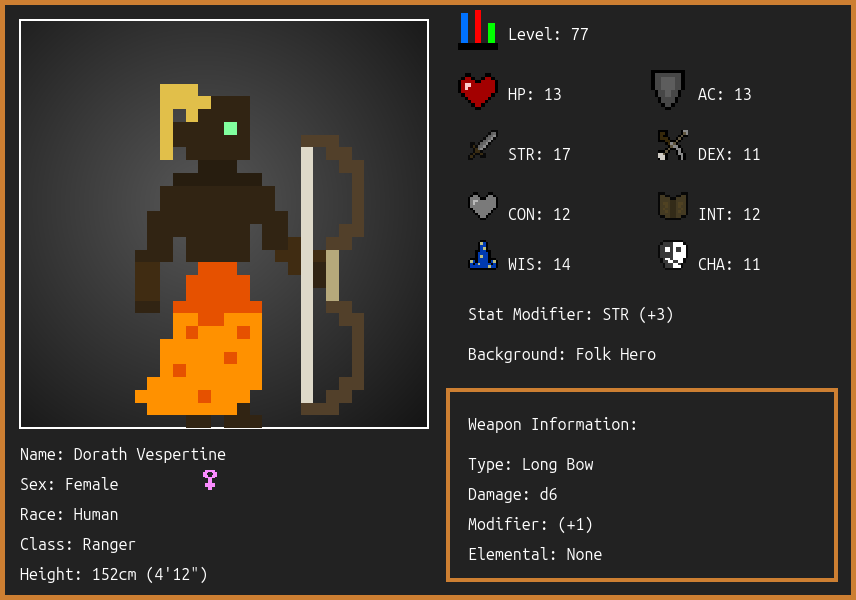 Level: 77
HP: 13
AC: 13
STR: 17
DEX: 11
CON: 12
INT: 12
WIS: 14
CHA: 11
Stat Modifier: STR (+3)
Background: Folk Hero
Name: Dorath Vespertine
Sex: Female
Race: Human
Class: Ranger
Height: 152cm (4'12")
Weapon Information:
Type: Long Bow
Damage: d6
Modifier: (+1)
Elemental: None